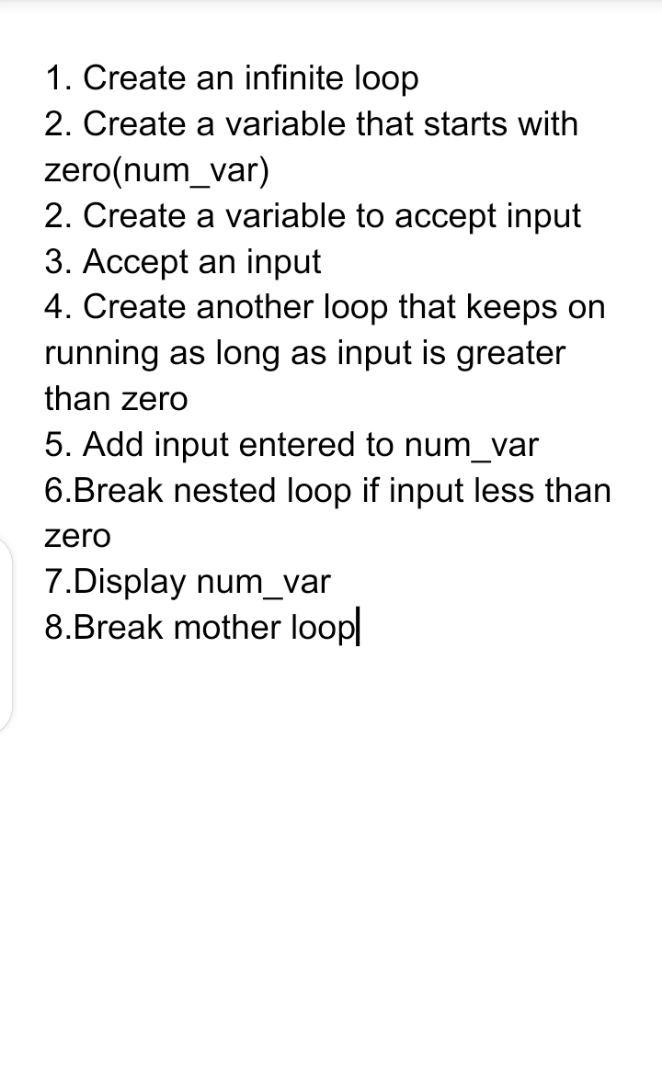 1. Create an infinite loop
2. Create a variable that starts with
zero(num_var)
2. Create a variable to accept input
3. Accept an input
4. Create another loop that keeps on
running as long as input is greater
than zero
5. Add input entered to num_var
6.Break nested loop if input less than
zero
7.Display num_var
8.Break mother loop